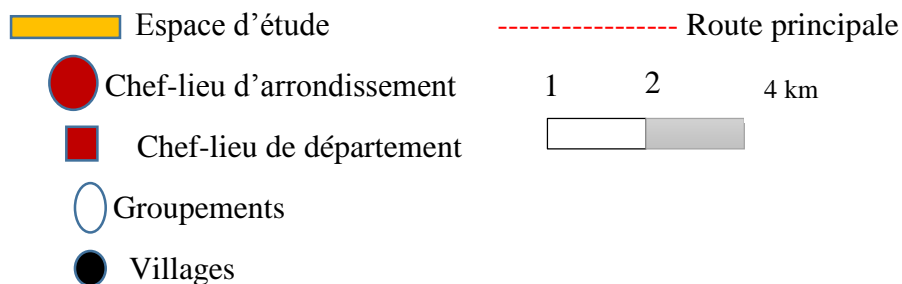 Espace d'étude
Route principale
Chef-lieu d'arrondissement
1 2 4 km
Chef-lieu de département
Groupements
Villages